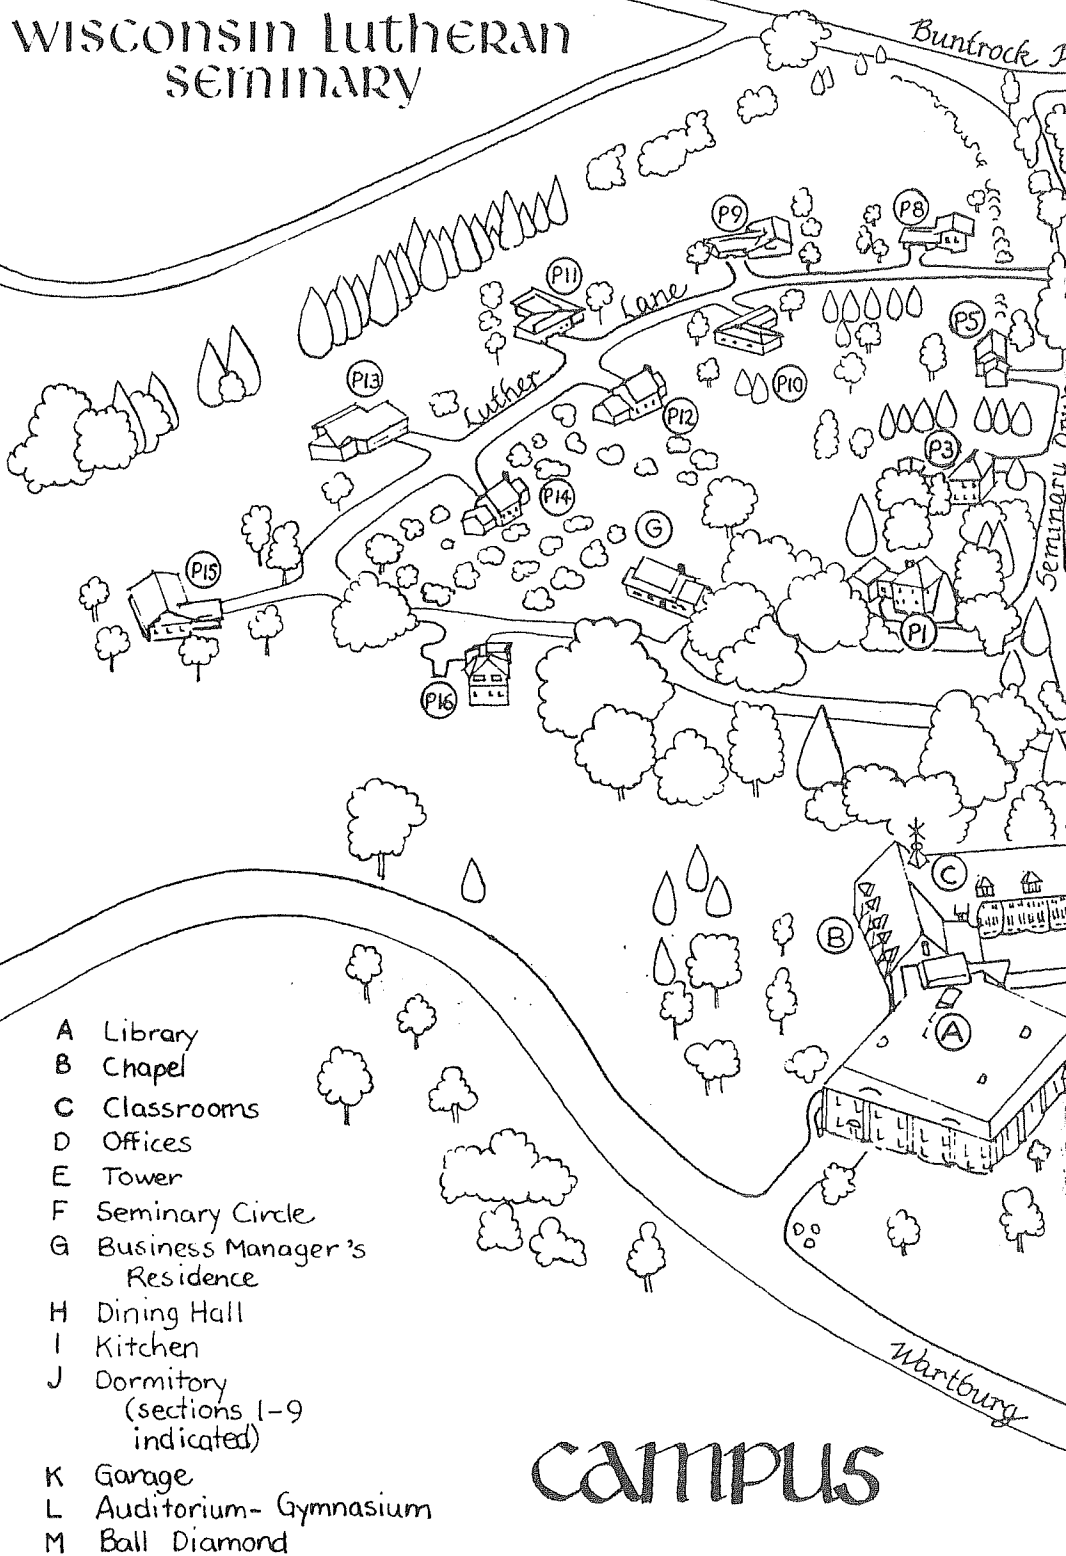 WISCONSIN LUTHERAN
SEMINARY
Buntrock
P9
P8
P11
Lane
P5
P13
P10
Luther
P12
P3
P14
G
Seminary
P15
P1
P16
C
B
A
A Library
B Chapel
C Classrooms
D Offices
E Tower
F Seminary Circle
G Business Manager's
Residence
H Dining Hall
I Kitchen
J Dormitory
(sections 1-9
indicated)
K Garage
L Auditorium- Gymnasium
M Ball Diamond
Wartburg
CAMPUS